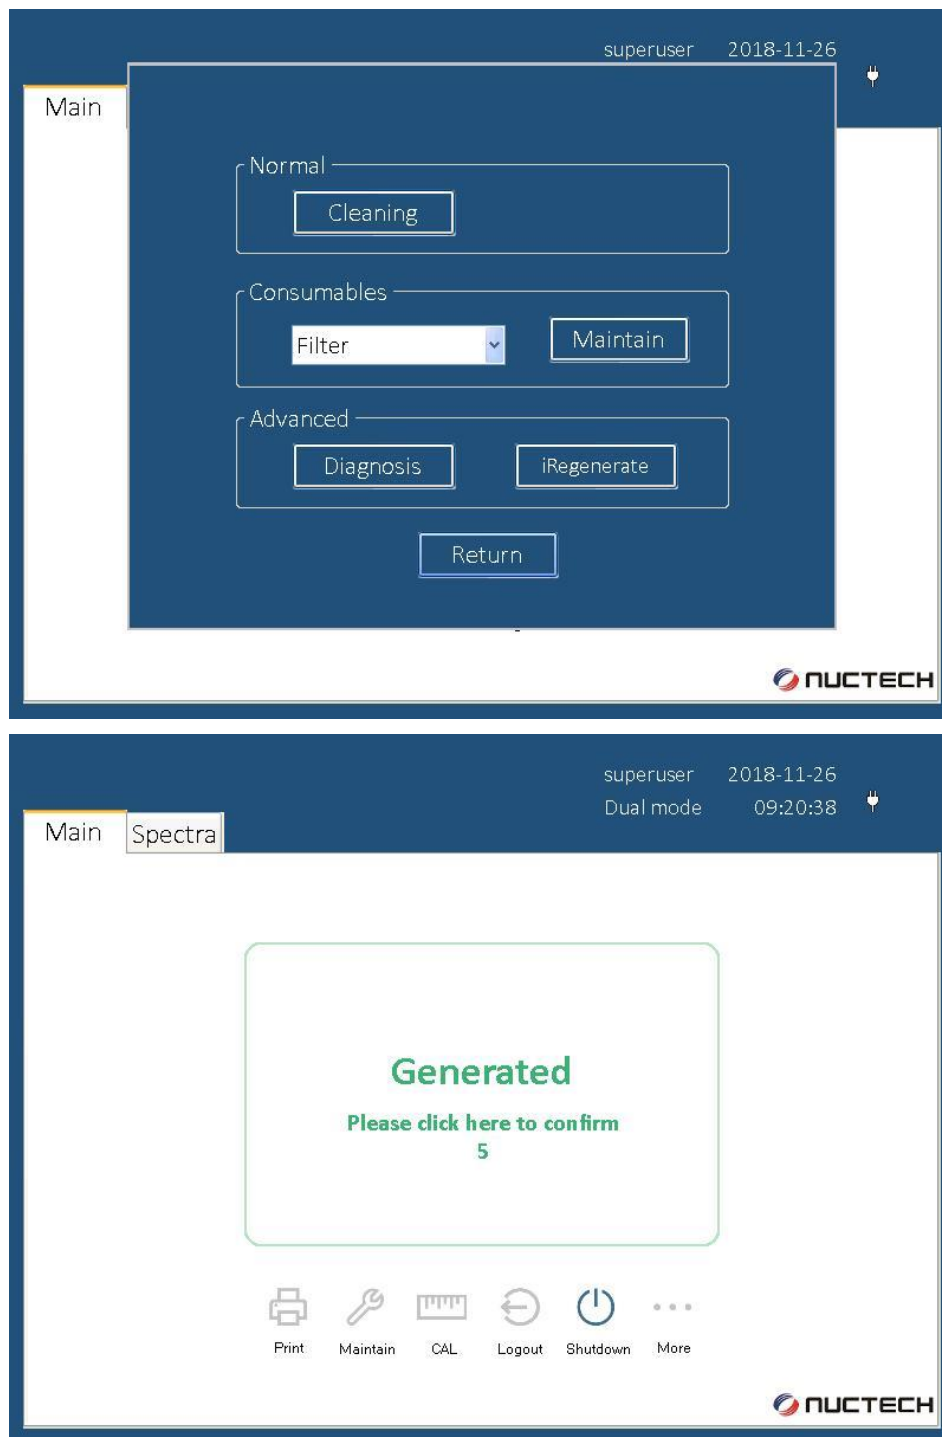 superuser 2018-11-26
Main
Normal
Cleaning
Consumables
Filter Maintain
Advanced
Diagnosis iRegenerate
Return
NUCTECH
superuser 2018-11-26
Dual mode 09:20:38
Main Spectra
Generated
Please click here to confirm
5
Print Maintain CAL Logout Shutdown More
NUCTECH